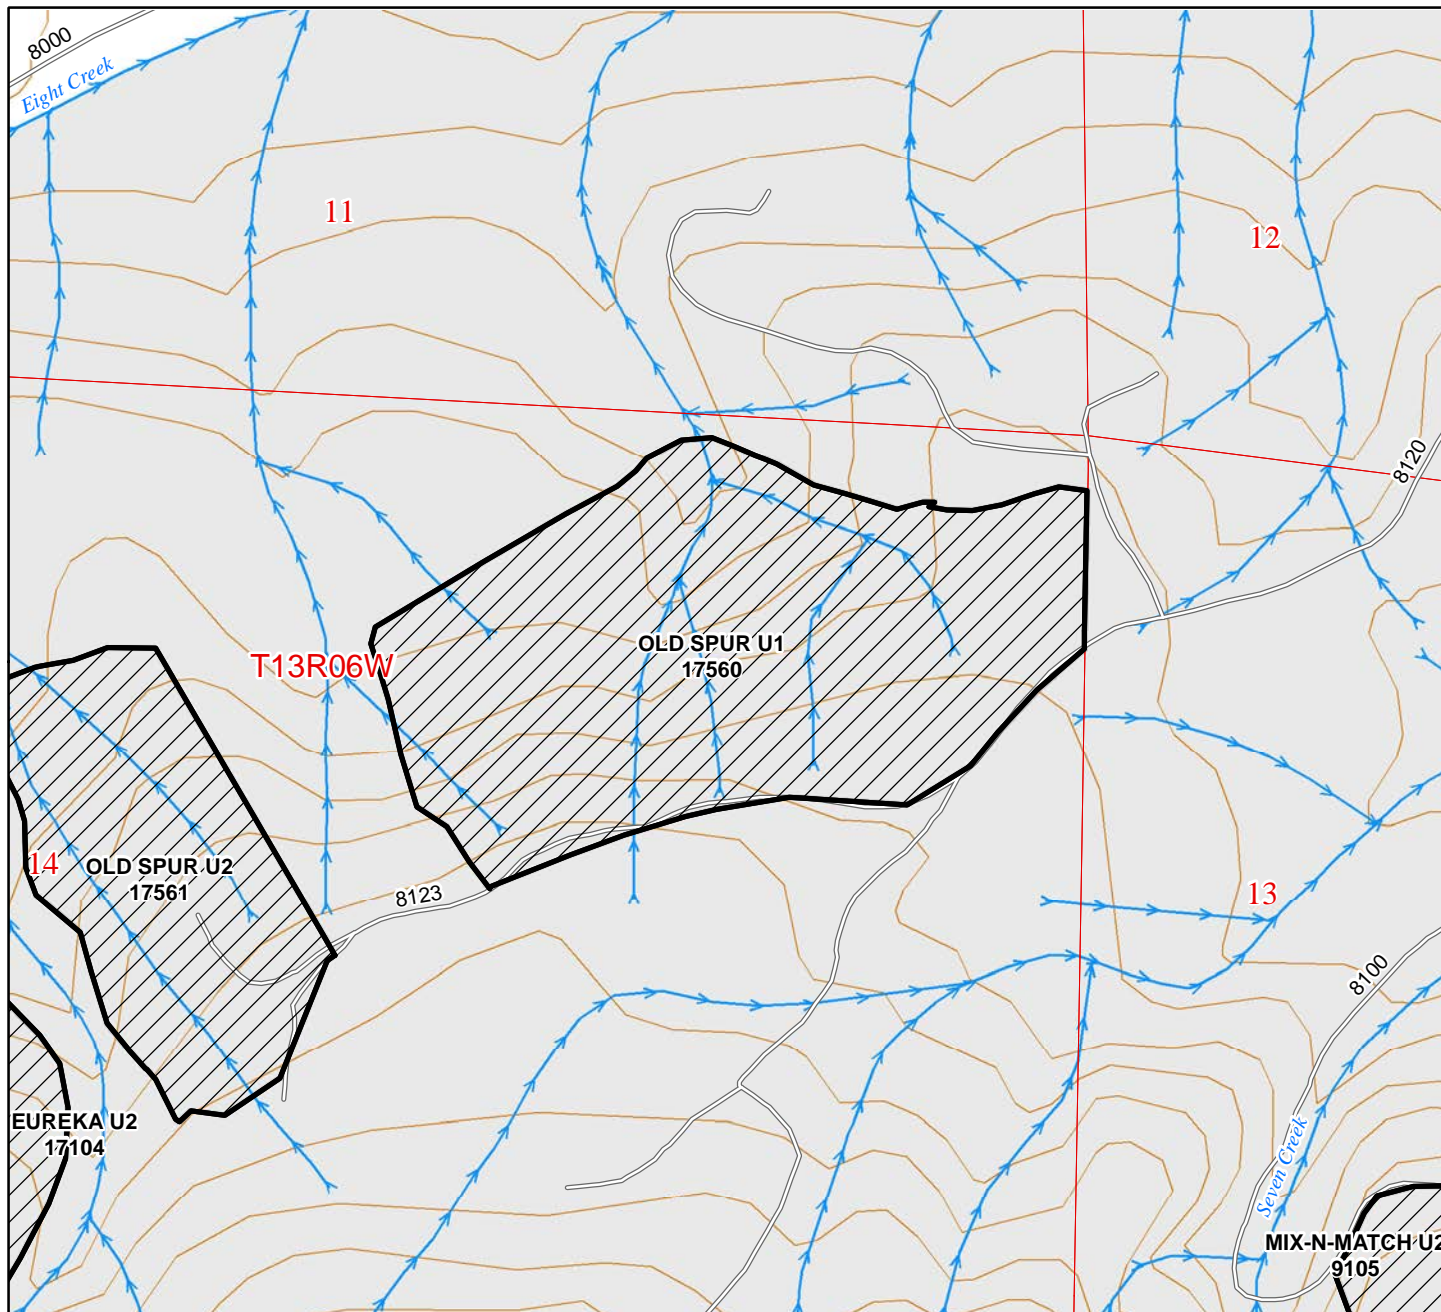 8000
Eight Creek
11
12
8120
OLD SPUR U1
17560
T13R06W
14
OLD SPUR U2
17561
8123
13
8100
EUREKA U2
17104
Seven Creek
MIX-N-MATCH U2
9105